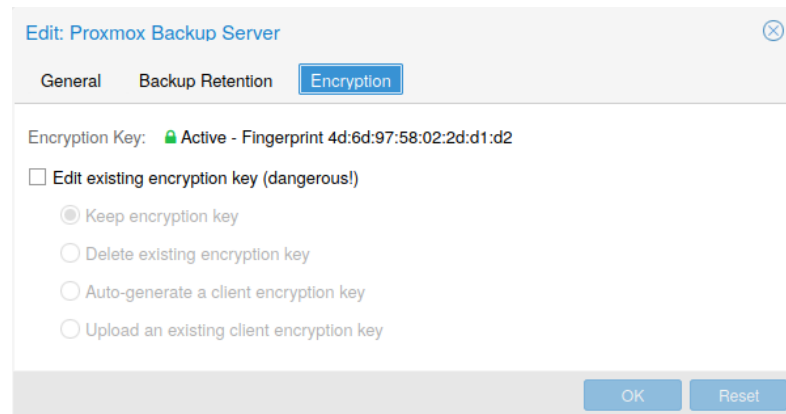 Edit: Proxmox Backup Server
General Backup Retention Encryption
Encryption Key: Active - Fingerprint 4d:6d:97:58:02:2d:d1:d2
Edit existing encryption key (dangerous!)
Keep encryption key
Delete existing encryption key
Auto-generate a client encryption key
Upload an existing client encryption key
OK Reset